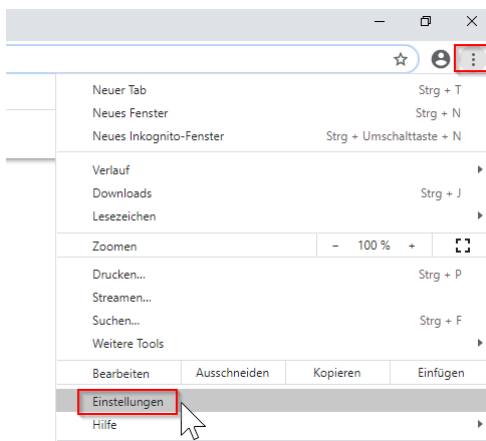 Neuer Tab Strg + T
Neues Fenster Strg + N
Neues Inkognito-Fenster Strg + Umschalttaste + N
Verlauf
Downloads Strg + J
Lesezeichen
Zoomen - 100 % +
Drucken... Strg + P
Streamen...
Suchen... Strg + F
Weitere Tools
Bearbeiten Ausschneiden Kopieren Einfügen
Einstellungen
Hilfe